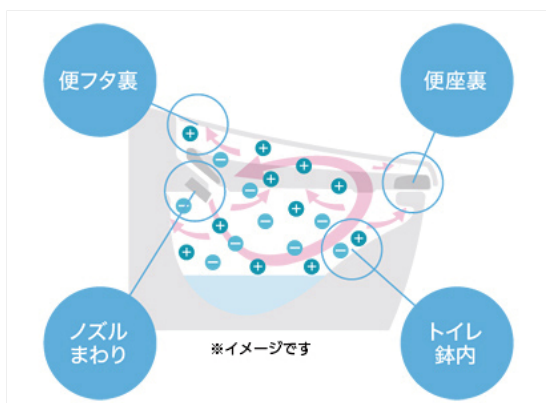 便フタ裏
便座裏
ノズル
まわり
トイレ
鉢内
※イメージです